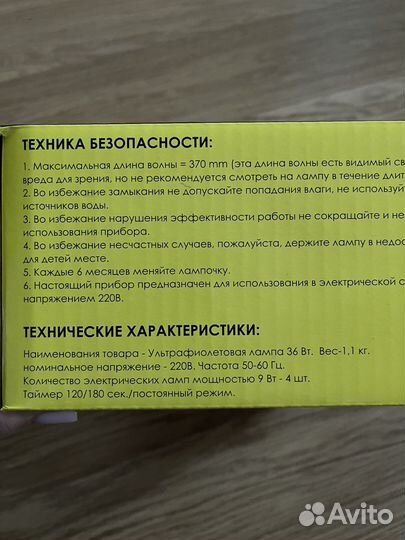 ТЕХНИКА БЕЗОПАСНОСТИ:
1. Максимальная длина волны = 370 mm (эта длина волны есть видимый св
вреда для зрения, но не рекомендуется смотреть на лампу в течение длит
2. Во избежание замыкания не допускайте попадания влаги, не используй
источников воды.
3. Во избежание нарушения эффективности работы не сокращайте и не
использования прибора.
4. Во избежание несчастных случаев, пожалуйста, держите лампу в недос
для детей месте.
5. Каждые 6 месяцев меняйте лампочку.
6. Настоящий прибор предназначен для использования в электрической с
напряжением 220В.
ТЕХНИЧЕСКИЕ ХАРАКТЕРИСТИКИ:
Наименования товара - Ультрафиолетовая лампа 36 Вт. Вес-1,1 кг.
номинальное напряжение - 220В. Частота 50-60 Гц.
Количество электрических ламп мощностью 9 Вт - 4 шт.
Таймер 120/180 сек./постоянный режим.
Avito